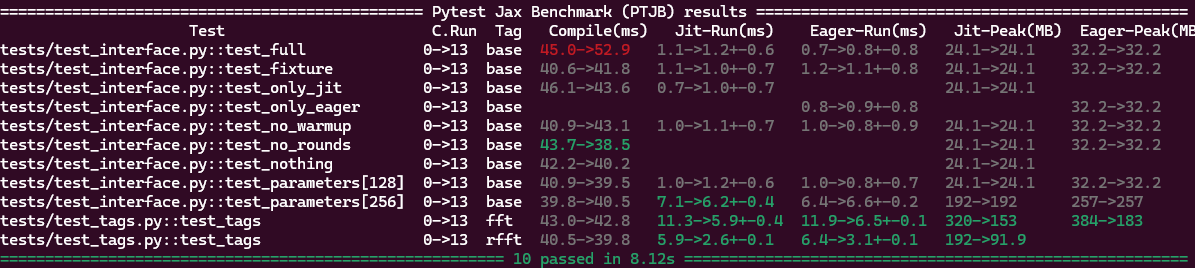 ============================================ Pytest Jax Benchmark (PTJB) results =============================================
Test C.Run Tag Compile(ms) Jit-Run(ms) Eager-Run(ms) Jit-Peak(MB) Eager-Peak(MB
tests/test_interface.py::test_full 0->13 base 45.0->52.9 1.1->1.2+-0.6 0.7->0.8+-0.8 24.1->24.1 32.2->32.2
tests/test_interface.py::test_fixture 0->13 base 40.6->41.8 1.1->1.0+-0.7 1.2->1.1+-0.8 24.1->24.1 32.2->32.2
tests/test_interface.py::test_only_jit 0->13 base 46.1->43.6 0.7->1.0+-0.7 24.1->24.1
tests/test_interface.py::test_only_eager 0->13 base 0.8->0.9+-0.8 32.2->32.2
tests/test_interface.py::test_no_warmup 0->13 base 40.9->43.1 1.0->1.1+-0.7 1.0->0.8+-0.9 24.1->24.1 32.2->32.2
tests/test_interface.py::test_no_rounds 0->13 base 43.7->38.5 24.1->24.1 32.2->32.2
tests/test_interface.py::test_nothing 0->13 base 42.2->40.2 24.1->24.1
tests/test_interface.py::test_parameters[128] 0->13 base 40.9->39.5 1.0->1.2+-0.6 1.0->0.8+-0.7 24.1->24.1 32.2->32.2
tests/test_interface.py::test_parameters[256] 0->13 base 39.8->40.5 7.1->6.2+-0.4 6.4->6.6+-0.2 192->192 257->257
tests/test_tags.py::test_tags 0->13 fft 43.0->42.8 11.3->5.9+-0.4 11.9->6.5+-0.1 320->153 384->183
tests/test_tags.py::test_tags 0->13 rfft 40.5->39.8 5.9->2.6+-0.1 6.4->3.1+-0.1 192->91.9
===================================================== 10 passed in 8.12s =====================================================